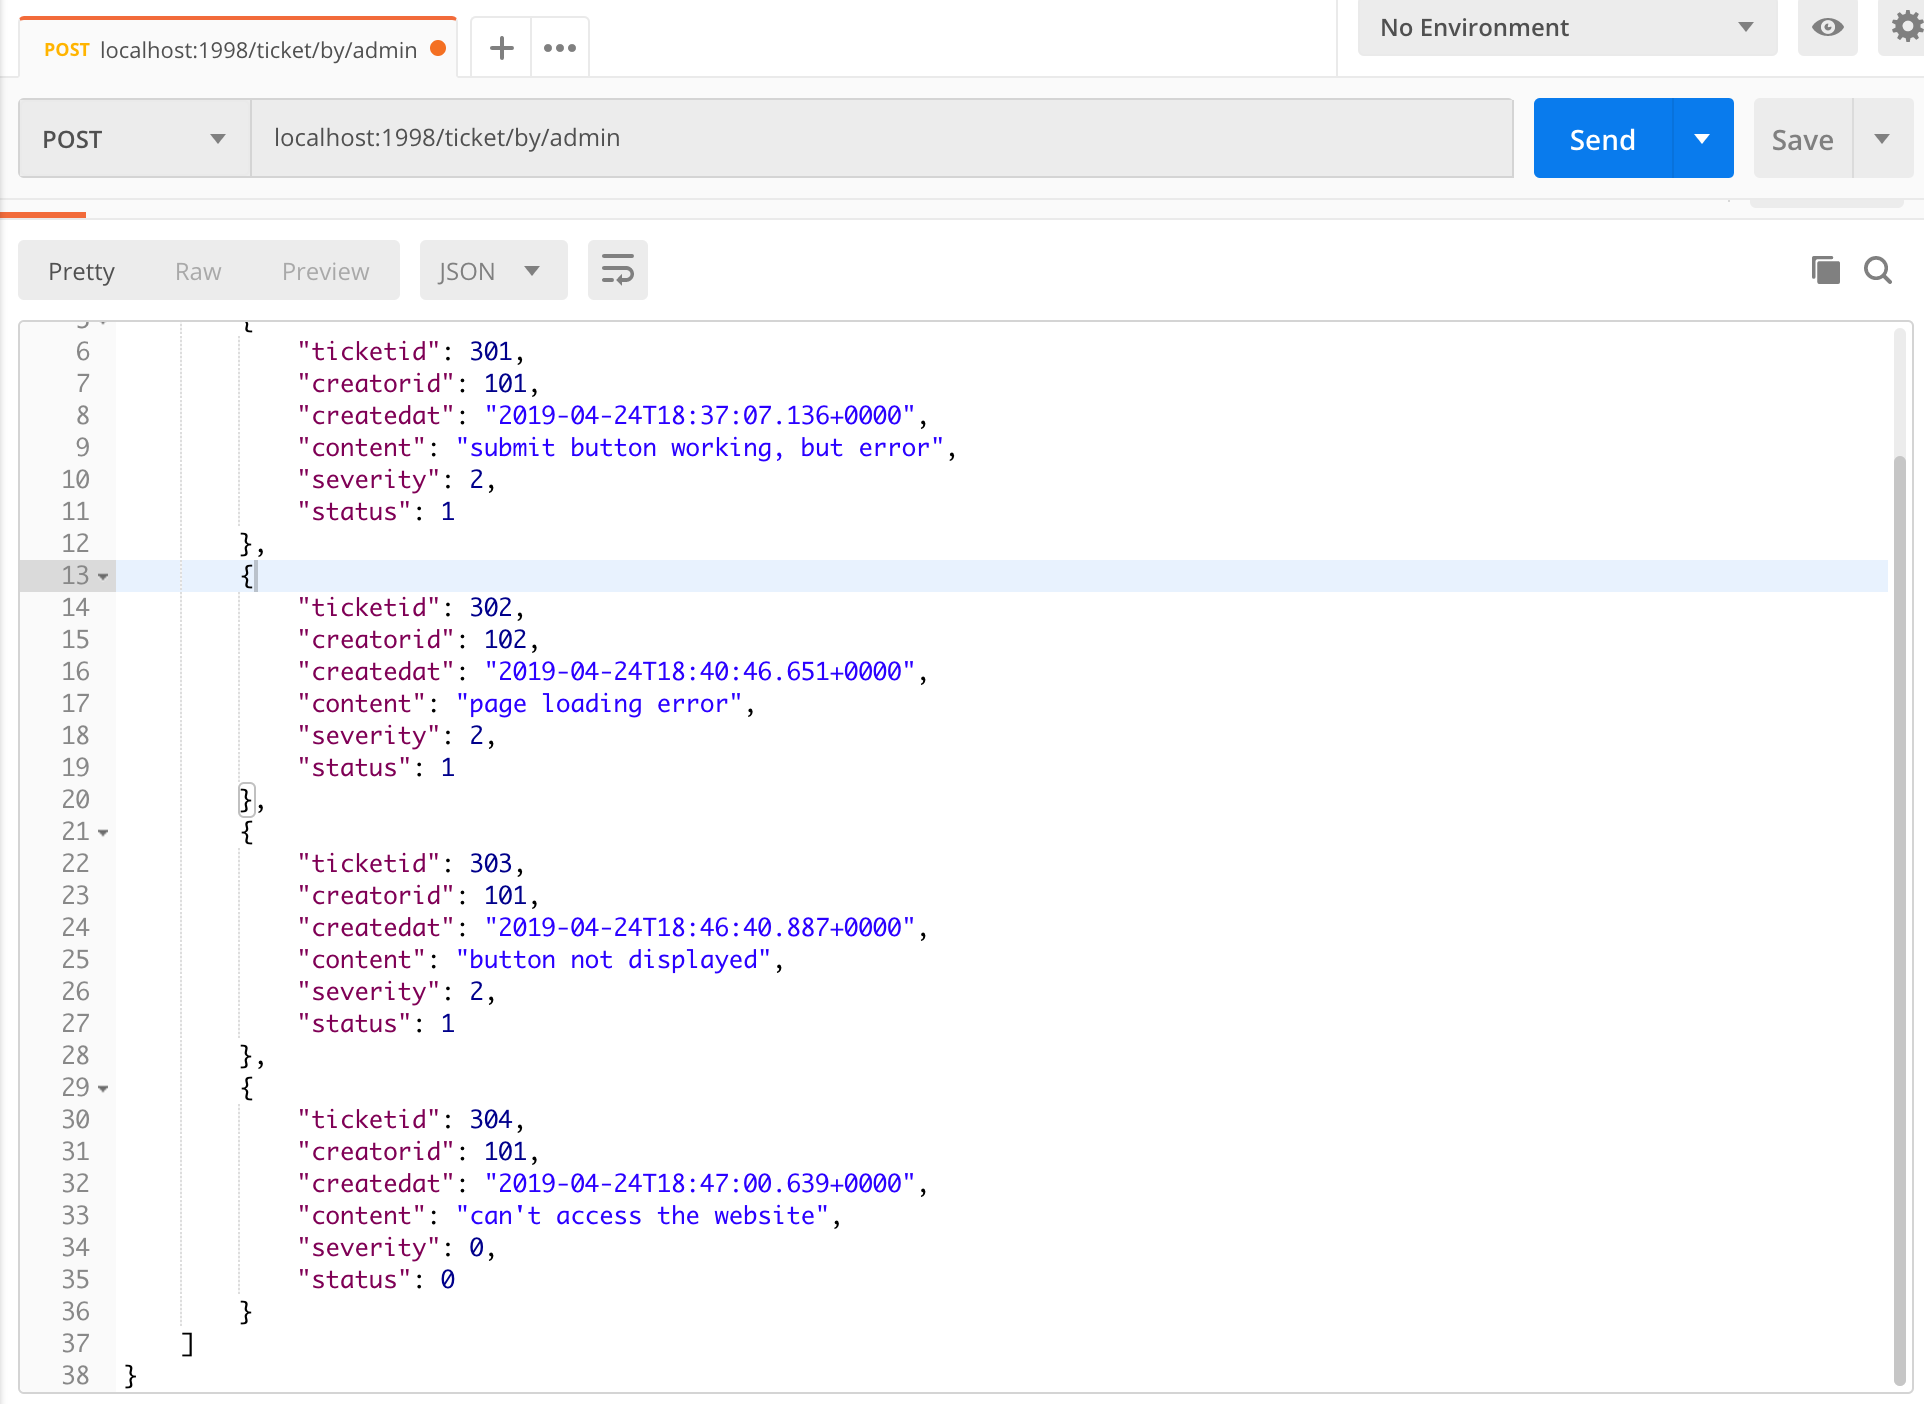 POST localhost:1998/ticket/by/admin
No Environment
POST localhost:1998/ticket/by/admin Send Save
Pretty Raw Preview JSON
5 {
6 "ticketid": 301,
7 "creatorid": 101,
8 "createdat": "2019-04-24T18:37:07.136+0000",
9 "content": "submit button working, but error",
10 "severity": 2,
11 "status": 1
12 },
13 {
14 "ticketid": 302,
15 "creatorid": 102,
16 "createdat": "2019-04-24T18:40:46.651+0000",
17 "content": "page loading error",
18 "severity": 2,
19 "status": 1
20 },
21 {
22 "ticketid": 303,
23 "creatorid": 101,
24 "createdat": "2019-04-24T18:46:40.887+0000",
25 "content": "button not displayed",
26 "severity": 2,
27 "status": 1
28 },
29 {
30 "ticketid": 304,
31 "creatorid": 101,
32 "createdat": "2019-04-24T18:47:00.639+0000",
33 "content": "can't access the website",
34 "severity": 0,
35 "status": 0
36 }
37 ]
38 }